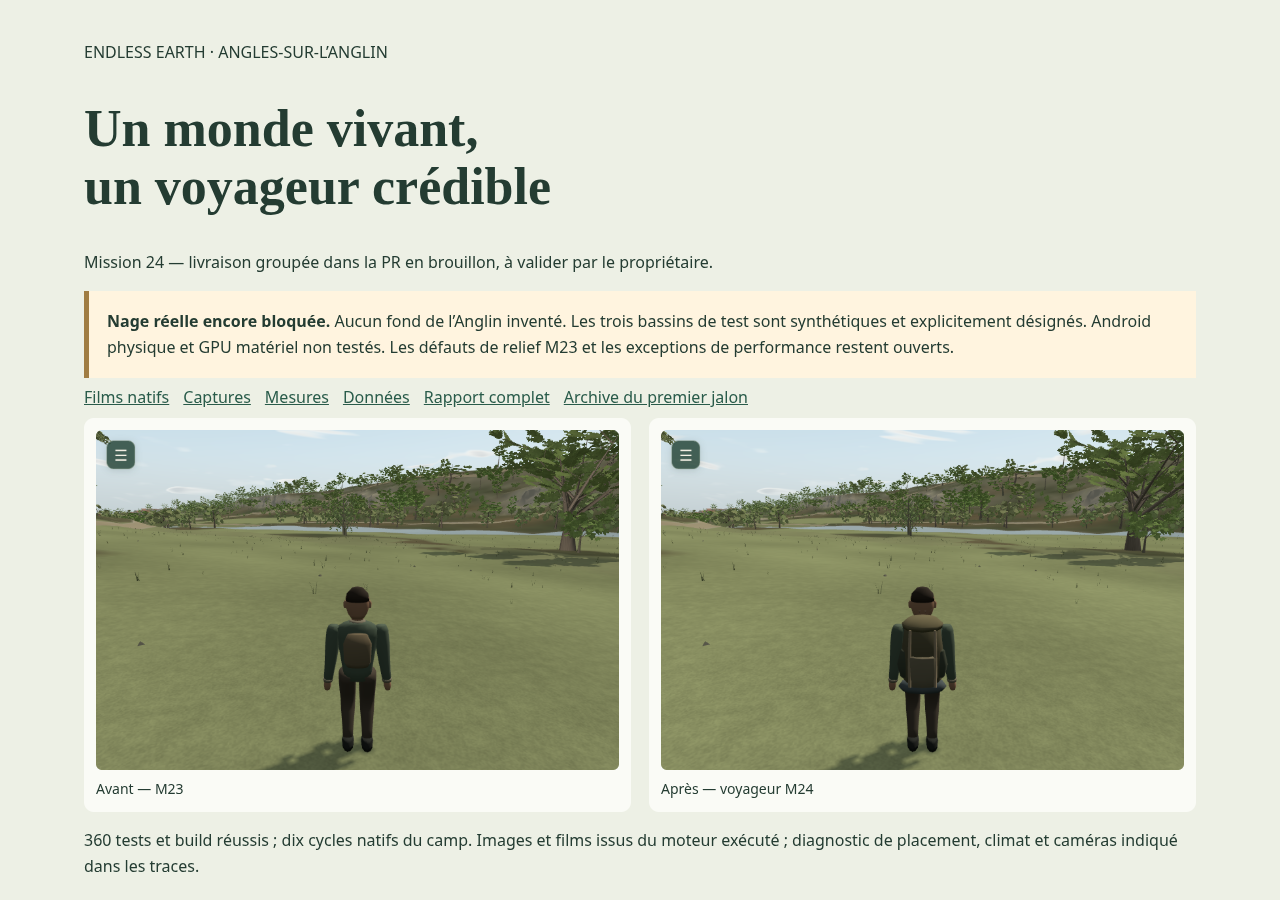 ENDLESS EARTH · ANGLES-SUR-L’ANGLIN
Un monde vivant,
un voyageur crédible
Mission 24 — livraison groupée dans la PR en brouillon, à valider par le propriétaire.
Nage réelle encore bloquée. Aucun fond de l’Anglin inventé. Les trois bassins de test sont synthétiques et explicitement désignés. Android
physique et GPU matériel non testés. Les défauts de relief M23 et les exceptions de performance restent ouverts.
Films natifs Captures Mesures Données Rapport complet Archive du premier jalon
Avant — M23
Après — voyageur M24
360 tests et build réussis ; dix cycles natifs du camp. Images et films issus du moteur exécuté ; diagnostic de placement, climat et caméras indiqué
dans les traces.